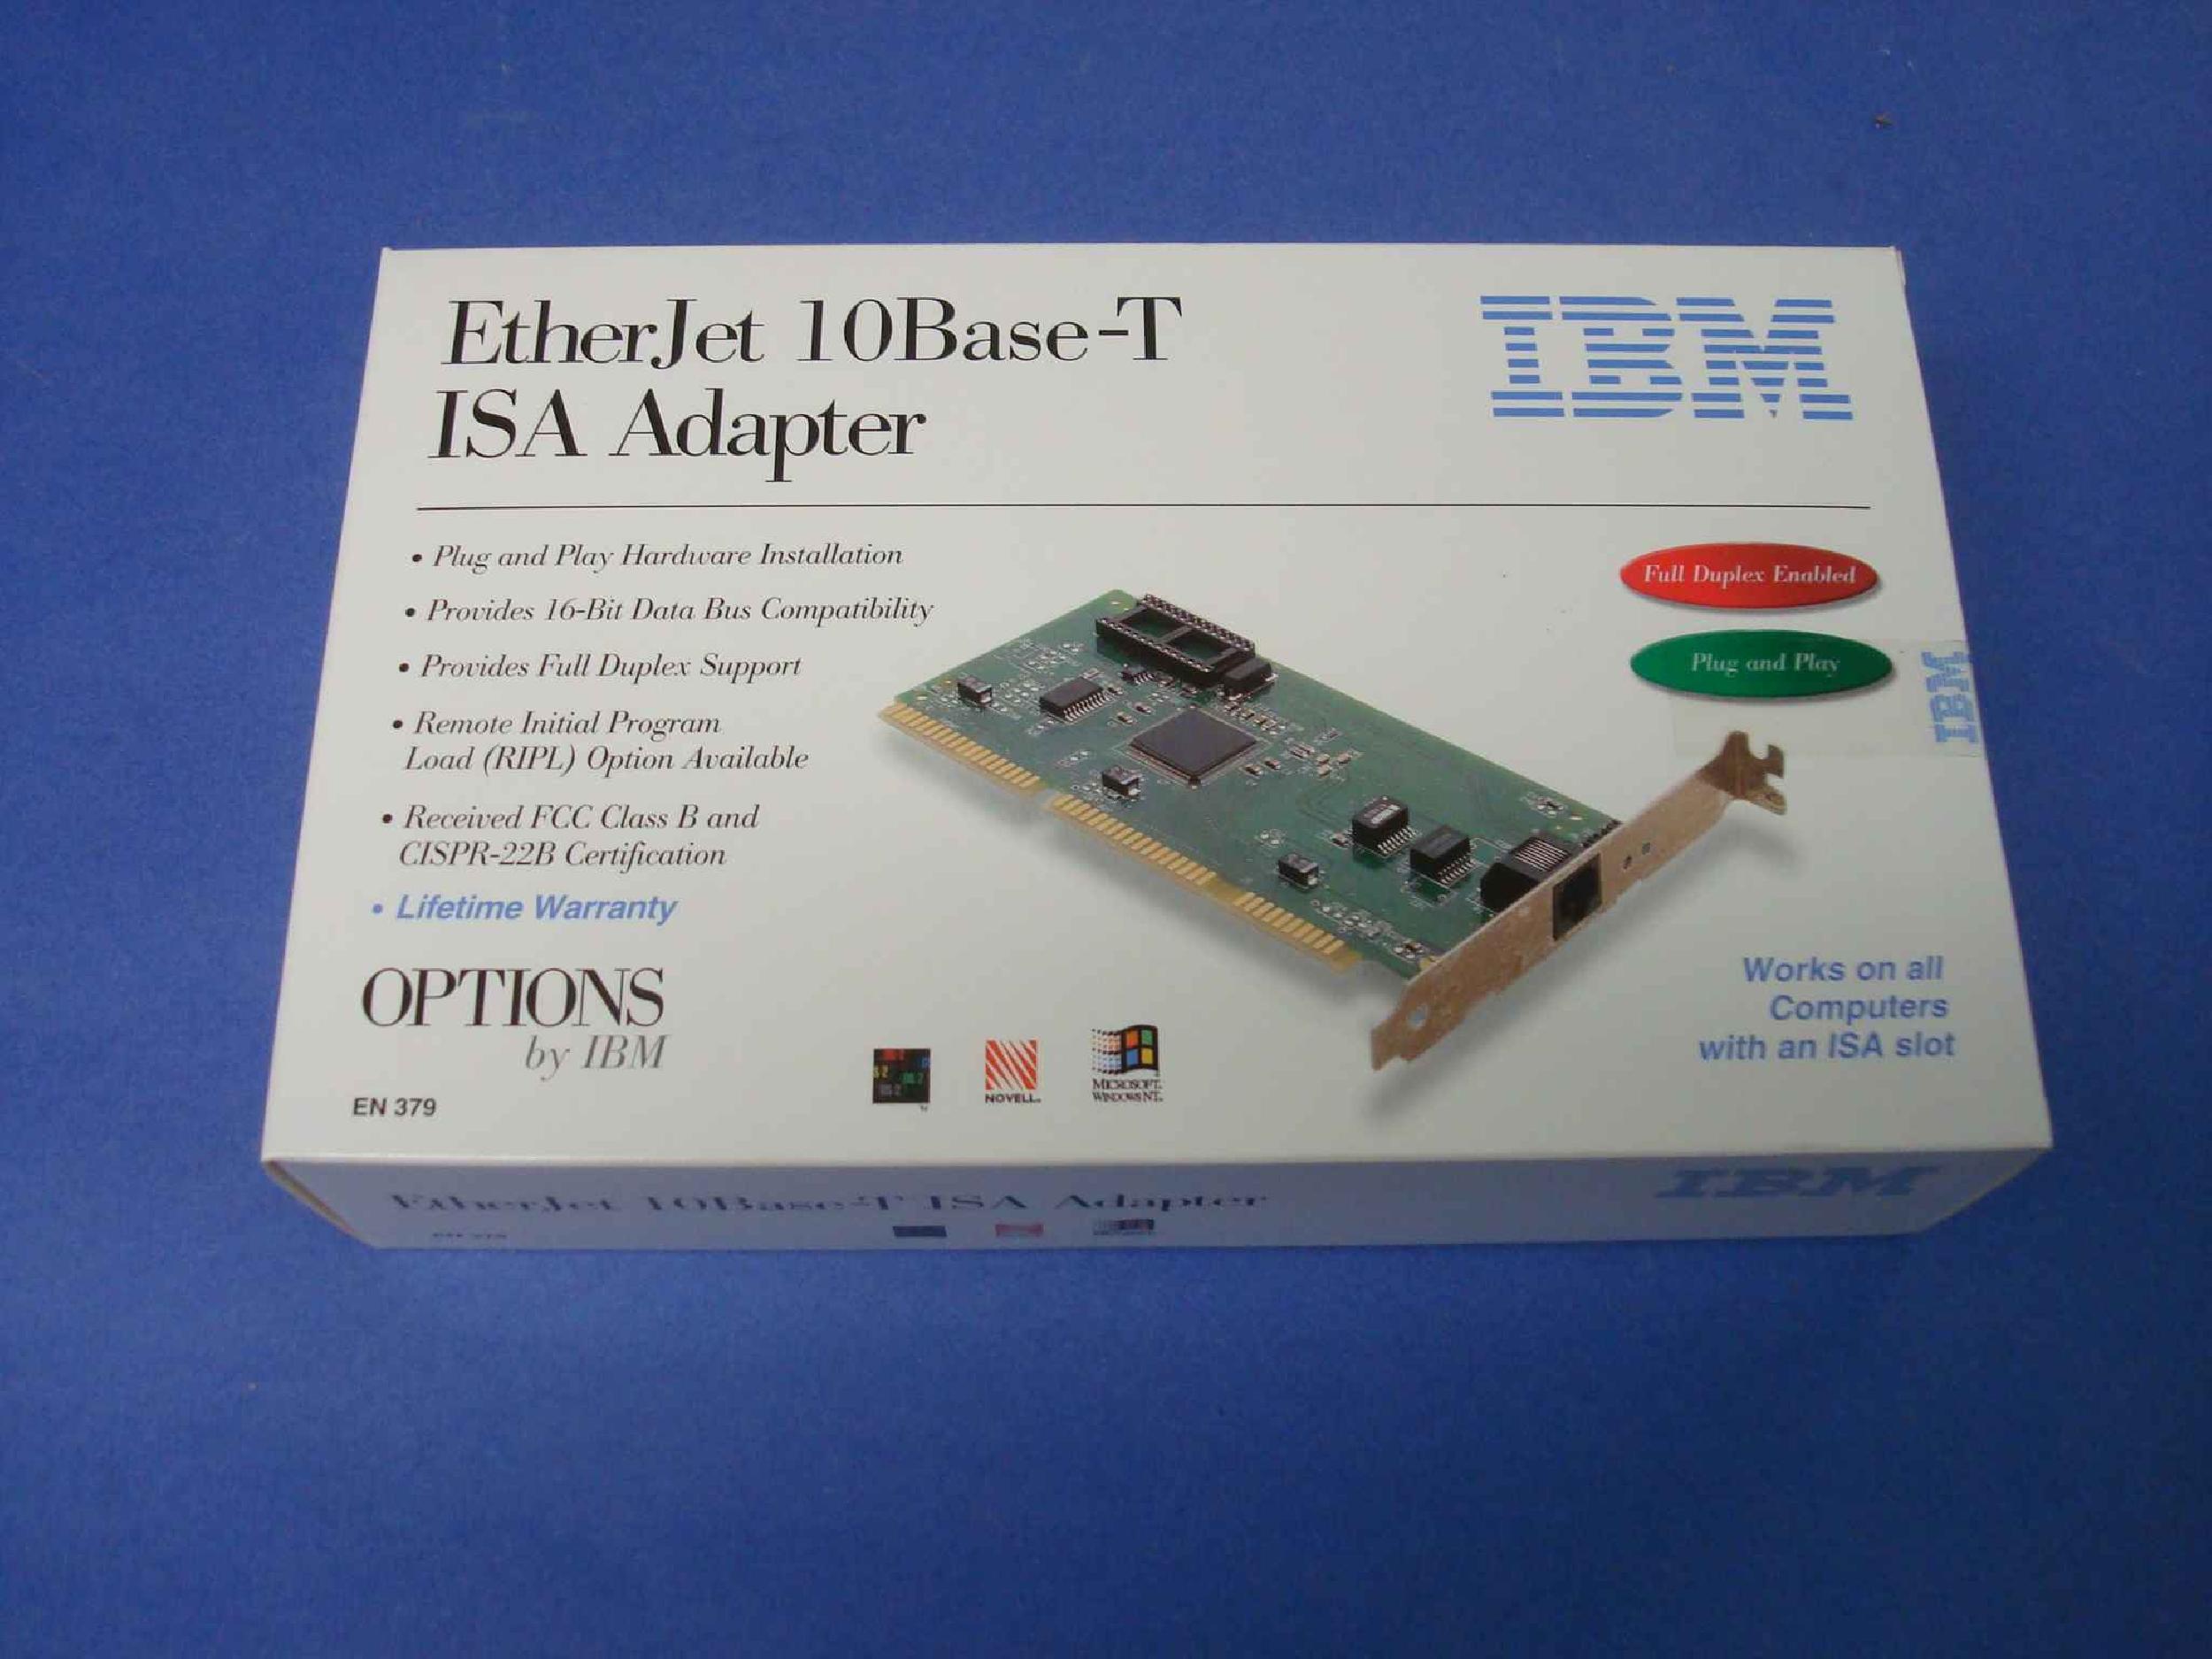 EtherJet 10Base-T
ISA Adapter
IBM
• Plug and Play Hardware Installation
• Provides 16-Bit Data Bus Compatibility
• Provides Full Duplex Support
• Remote Initial Program
Load (RIPL) Option Available
• Received FCC Class B and
CISPR-22B Certification
• Lifetime Warranty
Full Duplex Enabled
Plug and Play
IBM
OPTIONS
by IBM
EN 379
NOVELL.
MICROSOFT.
WINDOWS NT.
Works on all
Computers
with an ISA slot
EtherJet 10Base-T ISA Adapter
IBM